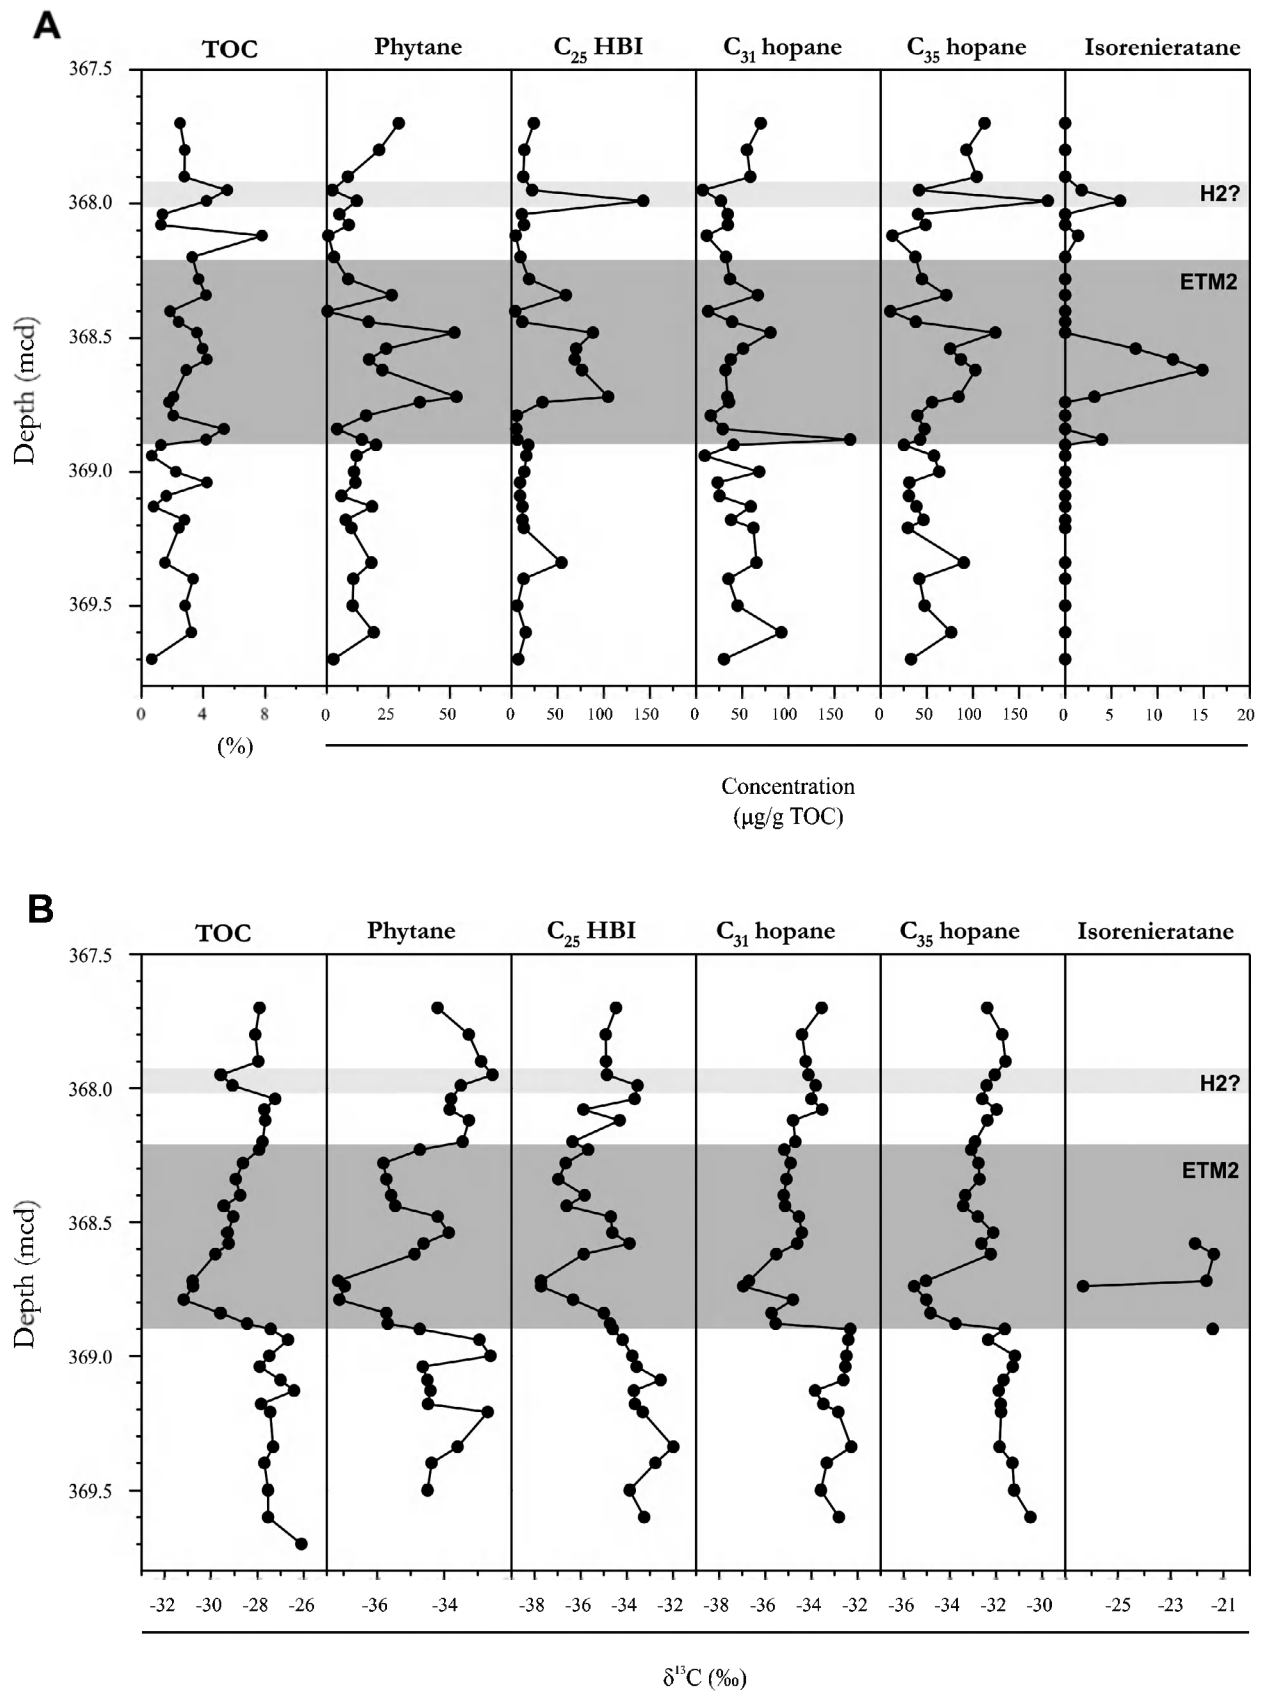 A
TOC Phytane C25 HBI C31 hopane C35 hopane Isorenieratane
367.5
H2?
368.0
ETM2
368.5
Depth (mcd)
369.0
369.5
0 4 8 0 25 50 0 50 100 150 0 50 100 150 0 50 100 150 0 5 10 15 20
(%)
Concentration
(μg/g TOC)
B
TOC Phytane C25 HBI C31 hopane C35 hopane Isorenieratane
367.5
368.0 H2?
ETM2
368.5
Depth (mcd)
369.0
369.5
-32 -30 -28 -26 -36 -34 -38 -36 -34 -32 -38 -36 -34 -32 -36 -34 -32 -30 -25 -23 -21
δ13C (‰)